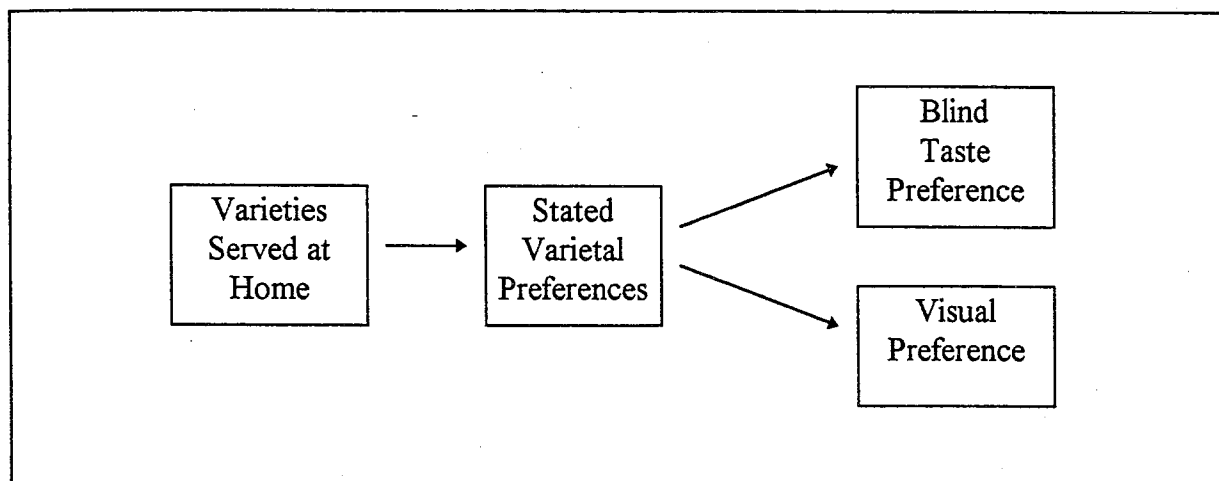 Varieties
Served at
Home
Stated
Varietal
Preferences
Blind
Taste
Preference
Visual
Preference